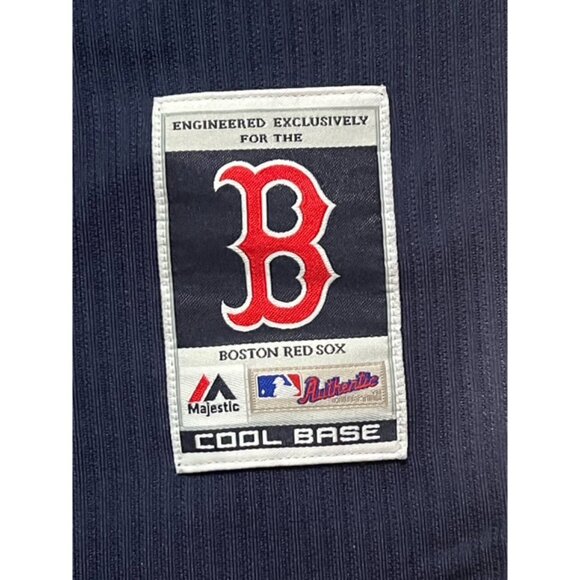 ENGINEERED EXCLUSIVELY
FOR THE
B
BOSTON RED SOX
Majestic
Authentic
COOL BASE